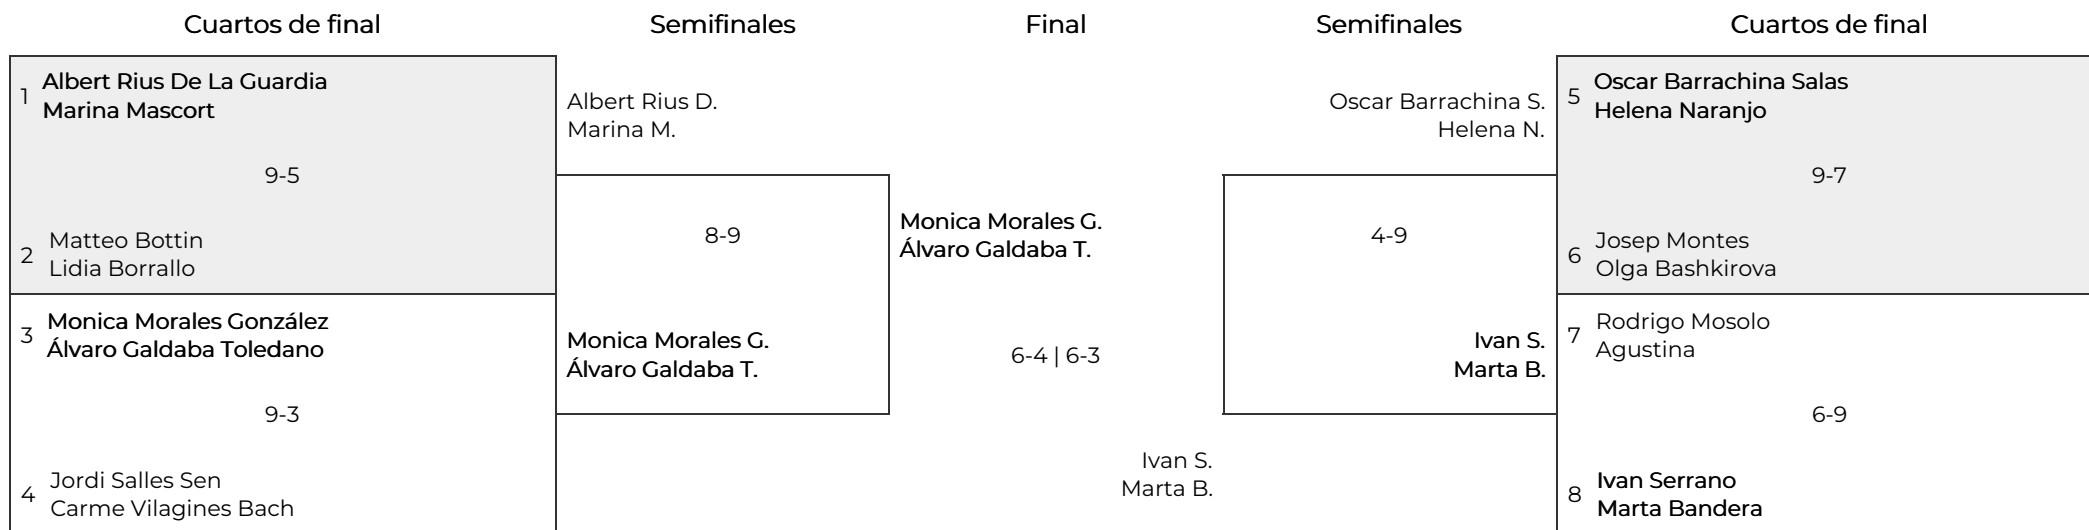 Cuartos de final
Semifinales
Final
Semifinales
Cuartos de final
1
Albert Rius De La Guardia
Marina Mascort
9-5
2
Matteo Bottin
Lidia Borrallo
3
Monica Morales González
Álvaro Galdaba Toledano
9-3
4
Jordi Salles Sen
Carme Vilagines Bach
Albert Rius D.
Marina M.
8-9
Monica Morales G.
Álvaro Galdaba T.
Monica Morales G.
Álvaro Galdaba T.
6-4 | 6-3
Ivan S.
Marta B.
Oscar Barrachina S.
Helena N.
4-9
Ivan S.
Marta B.
5
Oscar Barrachina Salas
Helena Naranjo
9-7
6
Josep Montes
Olga Bashkirova
7
Rodrigo Mosolo
Agustina
6-9
8
Ivan Serrano
Marta Bandera